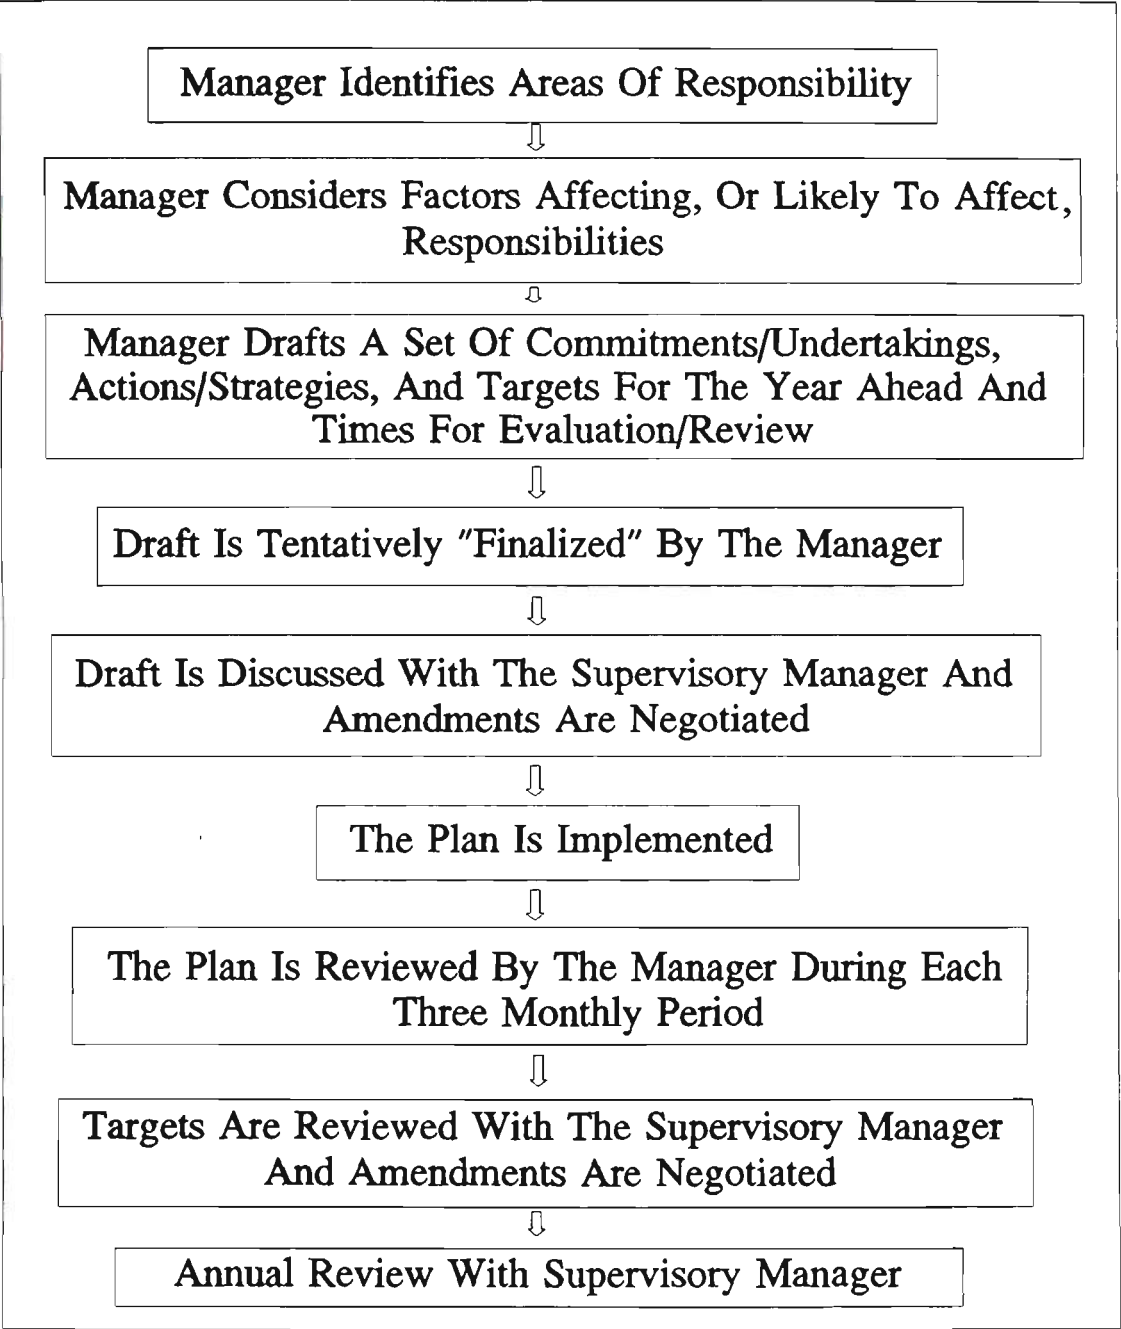 Manager Identifies Areas Of Responsibility
Manager Considers Factors Affecting, Or Likely To Affect,
Responsibilities
Manager Drafts A Set Of Commitments/Undertakings,
Actions/Strategies, And Targets For The Year Ahead And
Times For Evaluation/Review
Draft Is Tentatively "Finalized" By The Manager
Draft Is Discussed With The Supervisory Manager And
Amendments Are Negotiated
The Plan Is Implemented
The Plan Is Reviewed By The Manager During Each
Three Monthly Period
Targets Are Reviewed With The Supervisory Manager
And Amendments Are Negotiated
Annual Review With Supervisory Manager